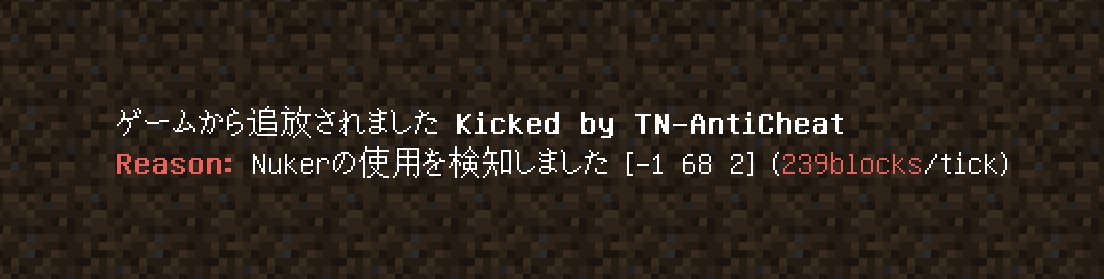 ゲームから追放されました Kicked by TN-AntiCheat
Reason: Nukerの使用を検知しました [-1 68 2] (239blocks/tick)